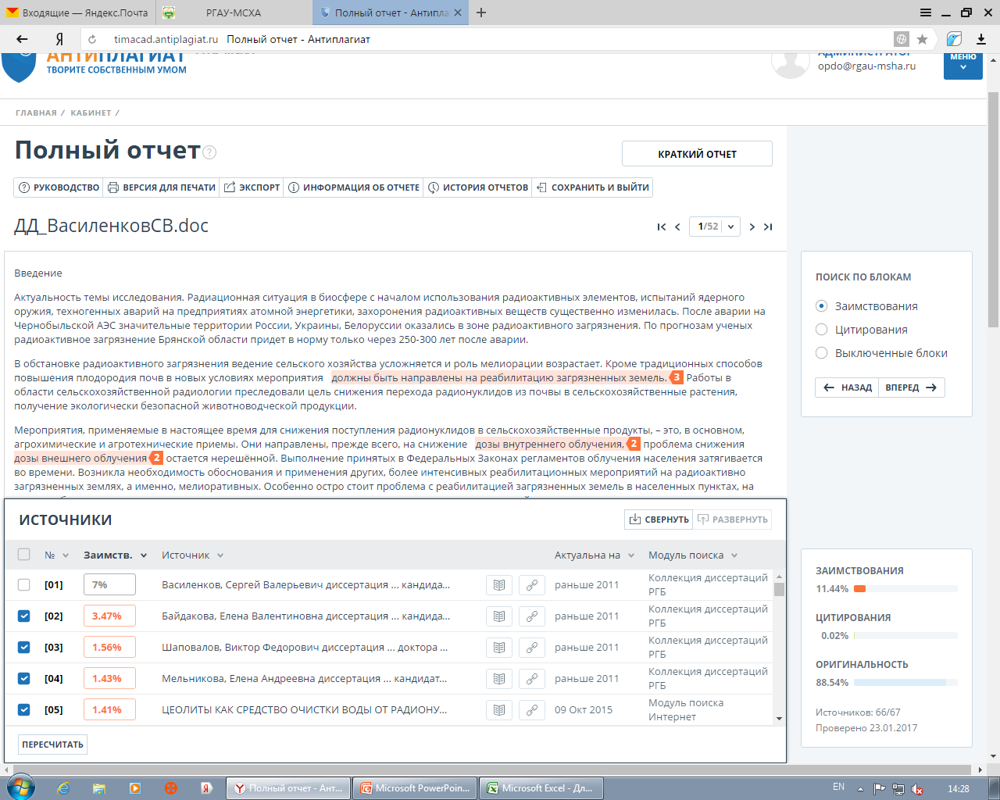 Входящие — Яндекс.Почта
РГАУ-МСХА
Полный отчет - Антипла
timacad.antiplagiat.ru Полный отчет - Антиплагиат
АНТИПЛАГИАТ
ТВОРИТЕ СОБСТВЕННЫМ УМОМ
АДМИНИСТРАТОР
opdo@rgau-msha.ru
МЕНЮ
ГЛАВНАЯ / КАБИНЕТ /
Полный отчет ?
КРАТКИЙ ОТЧЕТ
РУКОВОДСТВО ВЕРСИЯ ДЛЯ ПЕЧАТИ ЭКСПОРТ ИНФОРМАЦИЯ ОБ ОТЧЕТЕ ИСТОРИЯ ОТЧЕТОВ СОХРАНИТЬ И ВЫЙТИ
ДД_ВасиленковСВ.doc
1/52
Введение
Актуальность темы исследования. Радиационная ситуация в биосфере с началом использования радиоактивных элементов, испытаний ядерного
оружия, техногенных аварий на предприятиях атомной энергетики, захоронения радиоактивных веществ существенно изменилась. После аварии на
Чернобыльской АЭС значительные территории России, Украины, Белоруссии оказались в зоне радиоактивного загрязнения. По прогнозам ученых
радиоактивное загрязнение Брянской области придет в норму только через 250-300 лет после аварии.
В обстановке радиоактивного загрязнения ведение сельского хозяйства усложняется и роль мелиорации возрастает. Кроме традиционных способов
повышения плодородия почв в новых условиях мероприятия должны быть направлены на реабилитацию загрязненных земель. 3 Работы в
области сельскохозяйственной радиологии преследовали цель снижения перехода радионуклидов из почвы в сельскохозяйственные растения,
получение экологически безопасной животноводческой продукции.
Мероприятия, применяемые в настоящее время для снижения поступления радионуклидов в сельскохозяйственные продукты, – это, в основном,
агрохимические и агротехнические приемы. Они направлены, прежде всего, на снижение дозы внутреннего облучения, 2 проблема снижения
дозы внешнего облучения 2 остается нерешённой. Выполнение принятых в Федеральных Законах регламентов облучения населения затягивается
во времени. Возникла необходимость обоснования и применения других, более интенсивных реабилитационных мероприятий на радиоактивно
загрязненных землях, а именно, мелиоративных. Особенно остро стоит проблема с реабилитацией загрязненных земель в населенных пунктах, на
ПОИСК ПО БЛОКАМ
Заимствования
Цитирования
Выключенные блоки
НАЗАД ВПЕРЕД
ИСТОЧНИКИ
СВЕРНУТЬ РАЗВЕРНУТЬ
№ Заимств. Источник Актуальна на Модуль поиска
[01] 7% Василенков, Сергей Валерьевич диссертация ... кандида... раньше 2011 Коллекция диссертаций РГБ
[02] 3.47% Байдакова, Елена Валентиновна диссертация ... кандида... раньше 2011 Коллекция диссертаций РГБ
[03] 1.56% Шаповалов, Виктор Федорович диссертация ... доктора ... раньше 2011 Коллекция диссертаций РГБ
[04] 1.43% Мельникова, Елена Андреевна диссертация ... кандидат... раньше 2011 Коллекция диссертаций РГБ
[05] 1.41% ЦЕОЛИТЫ КАК СРЕДСТВО ОЧИСТКИ ВОДЫ ОТ РАДИОНУ... 09 Окт 2015 Модуль поиска Интернет
ПЕРЕСЧИТАТЬ
ЗАИМСТВОВАНИЯ
11.44%
ЦИТИРОВАНИЯ
0.02%
ОРИГИНАЛЬНОСТЬ
88.54%
Источников: 66/67
Проверено 23.01.2017
Полный отчет - Ант...
Microsoft PowerPoin...
Microsoft Excel - Дл...
EN
14:28